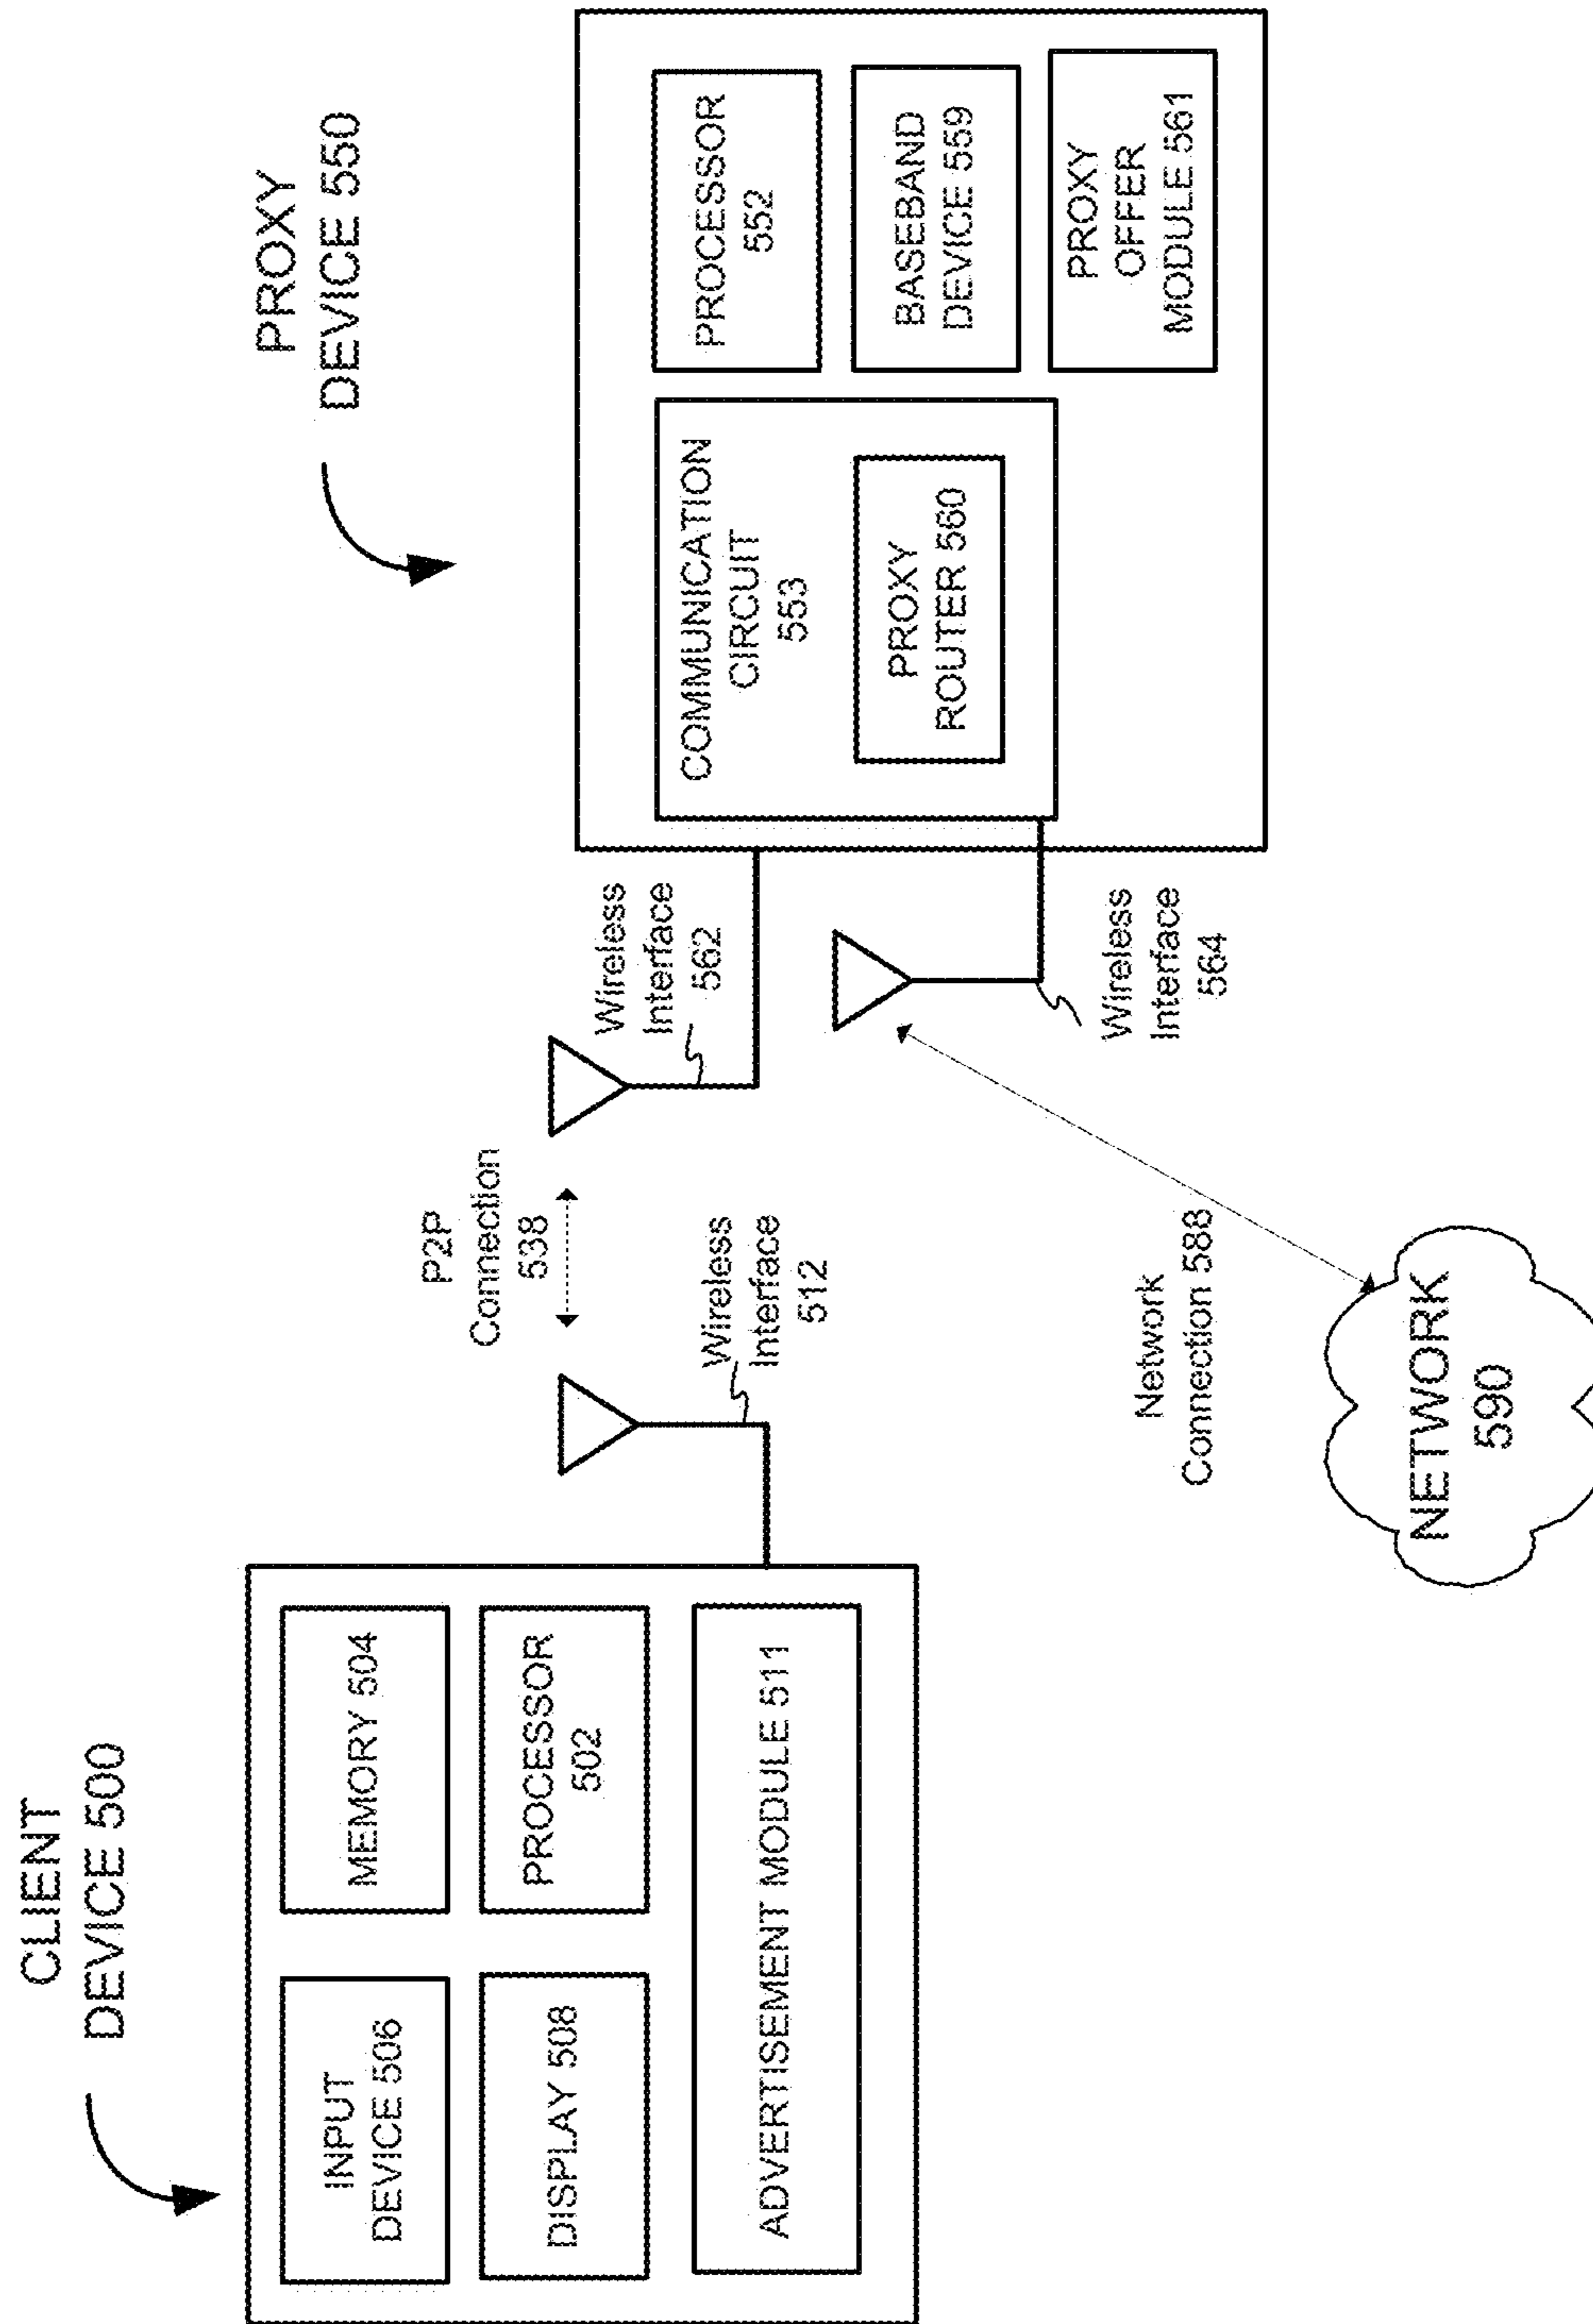 CLIENT
DEVICE 500
INPUT
DEVICE 506
MEMORY 504
DISPLAY 508
PROCESSOR
502
ADVERTISEMENT MODULE 511
P2P
Connection
538
Wireless
Interface
512
Wireless
Interface
562
Wireless
Interface
564
Network
Connection 588
NETWORK
590
PROXY
DEVICE 550
COMMUNICATION
CIRCUIT
553
PROXY
ROUTER 560
PROCESSOR
552
BASEBAND
DEVICE 559
PROXY
OFFER
MODULE 561